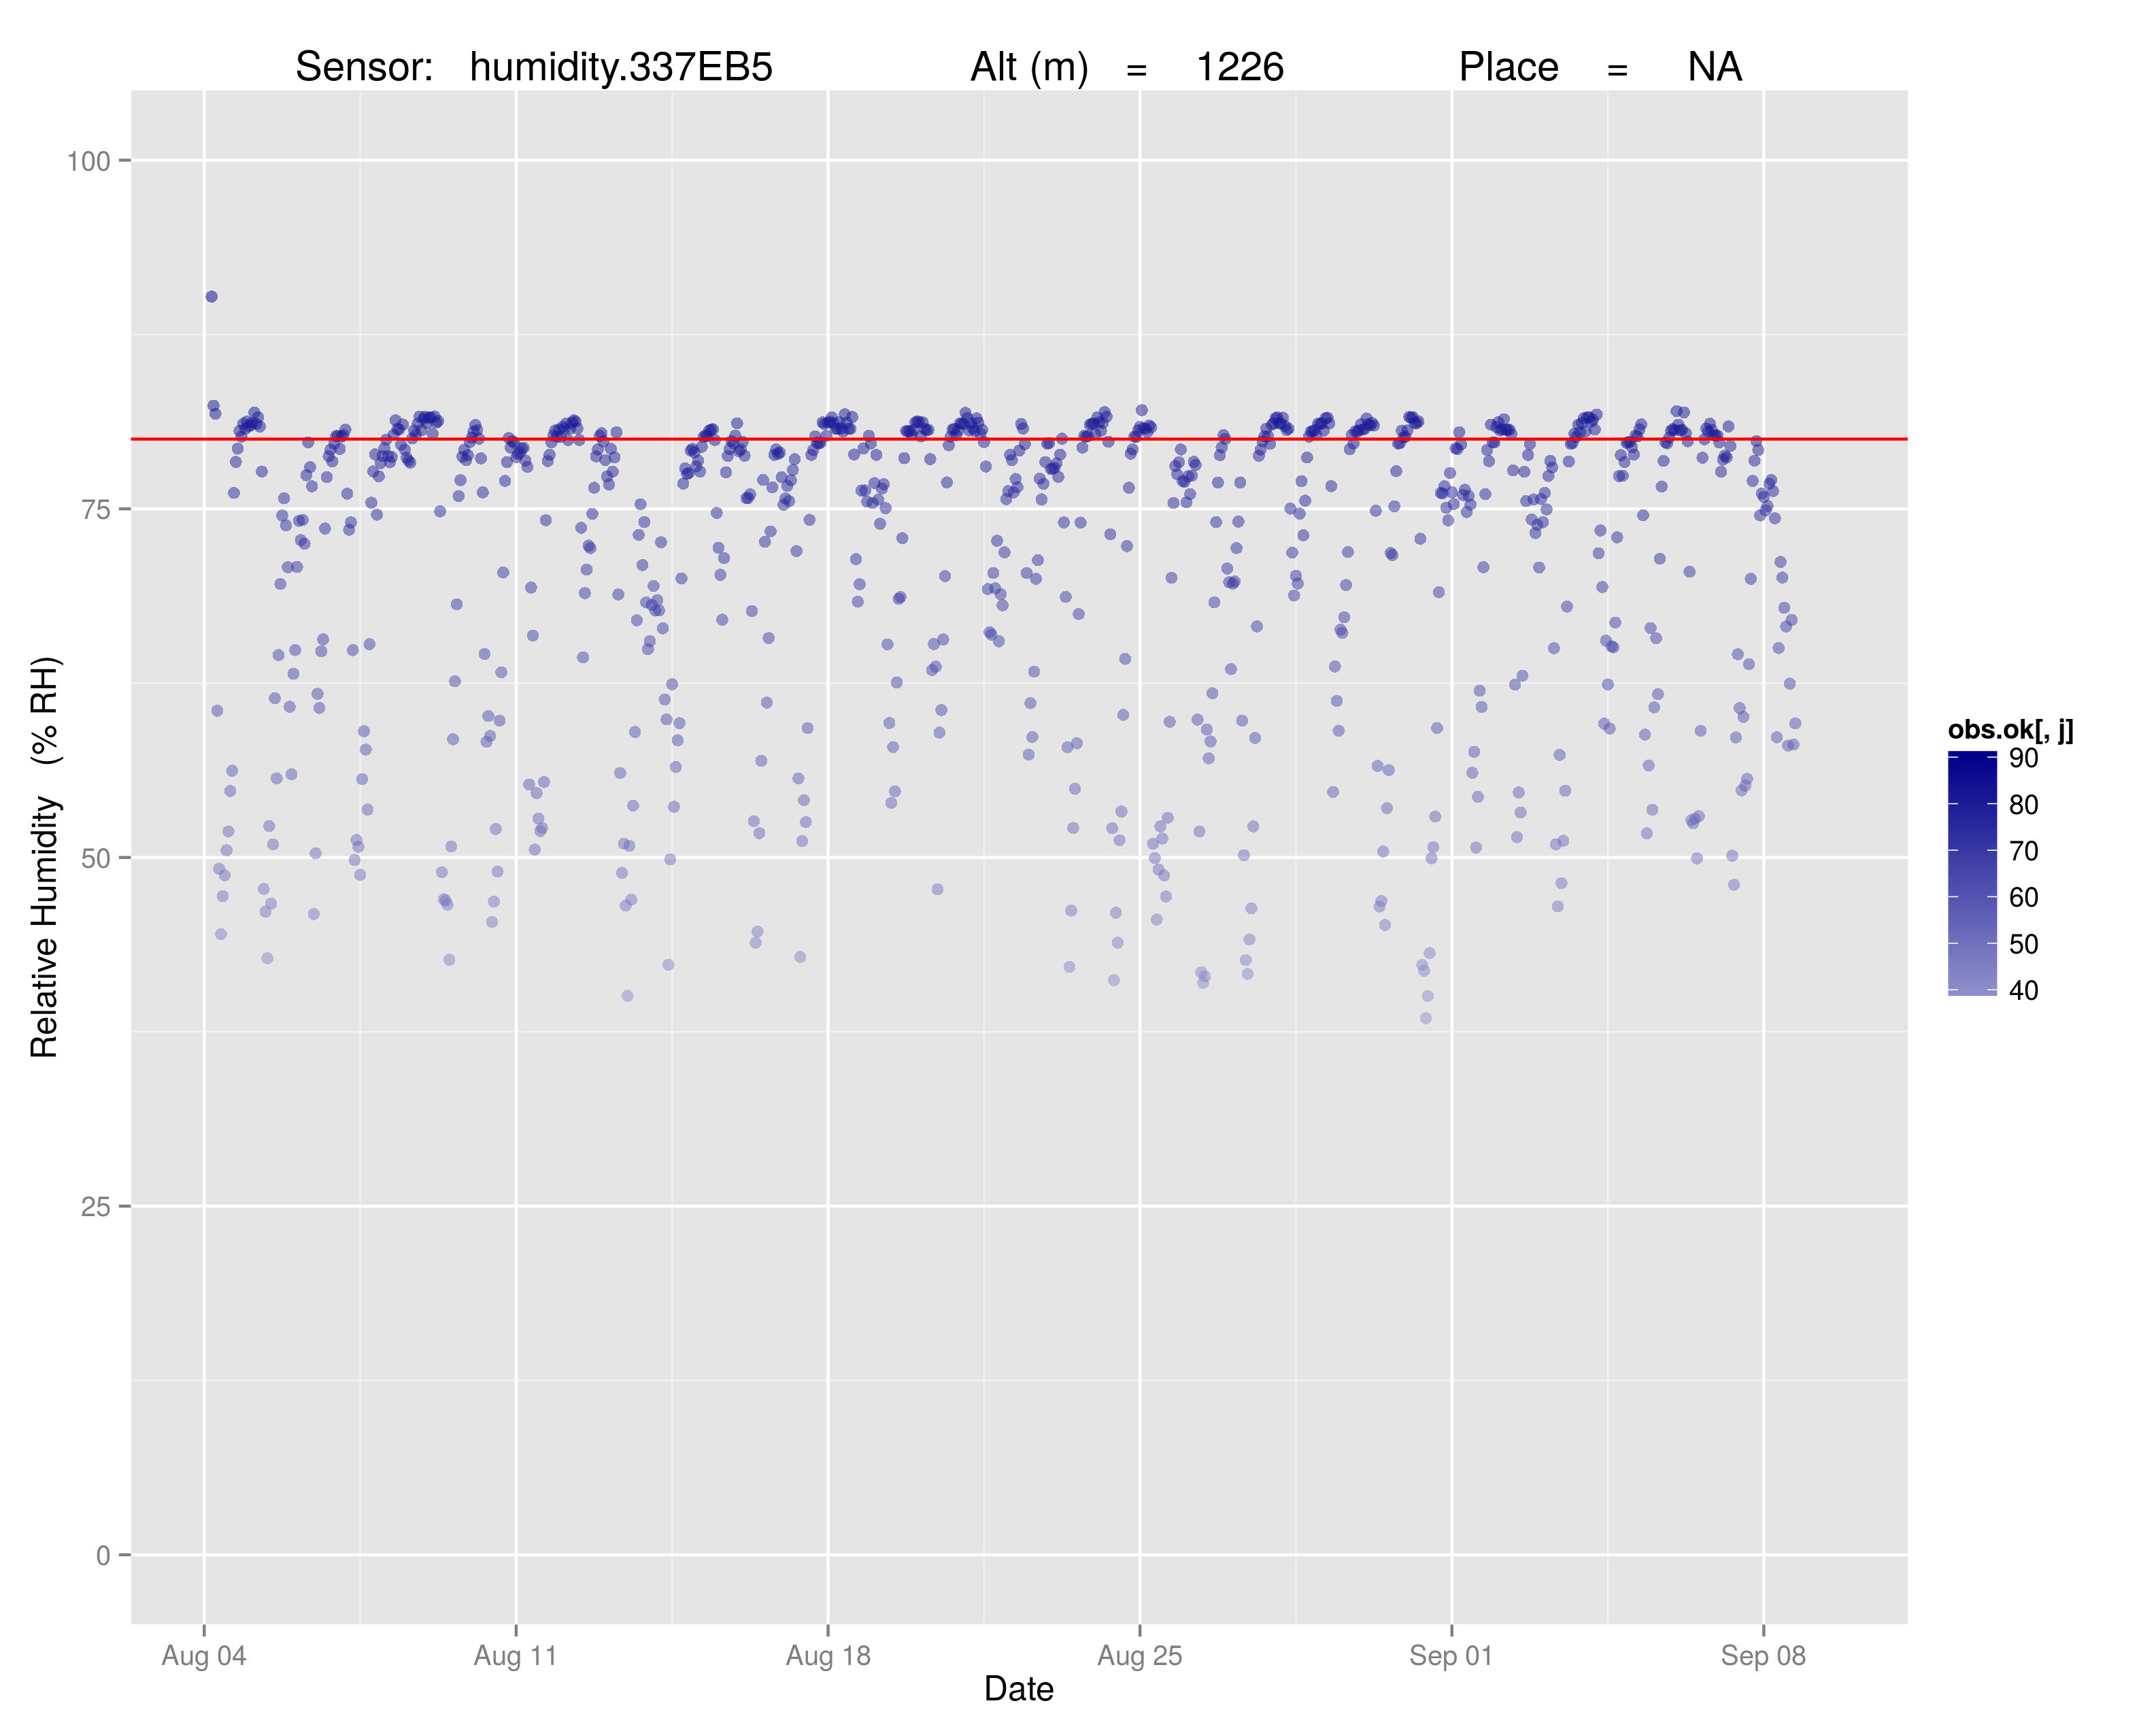 Sensor: humidity.337EB5 Alt (m) = 1226 Place = NA
100
75
50
25
0
Relative Humidity (% RH)
Aug 04 Aug 11 Aug 18 Aug 25 Sep 01 Sep 08
Date
obs.ok[, j]
90
80
70
60
50
40